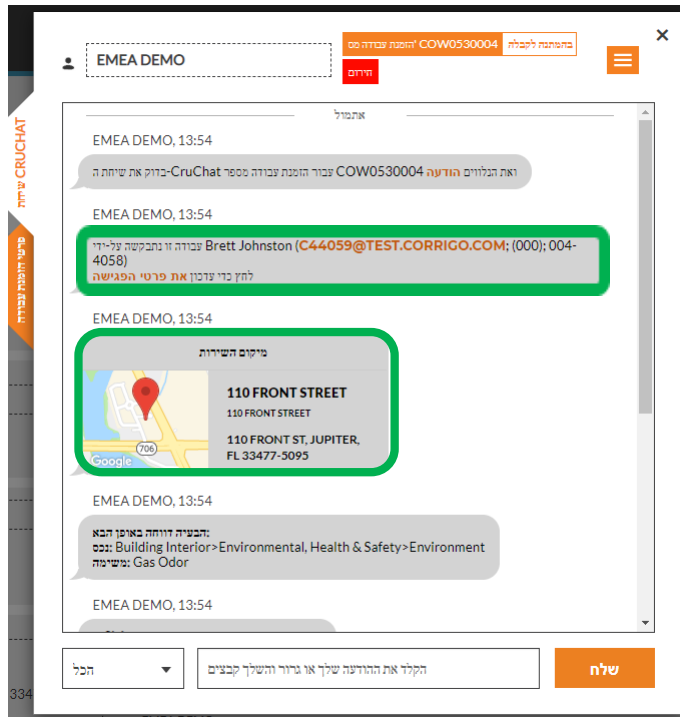 ×
EMEA DEMO
הזמנת עבודה מס' COW0530004 בהמתנה לקבלה
חירום
שיחת CRUCHAT
פרטי הזמנת עבודה
אתמול
EMEA DEMO, 13:54
בדוק את שיחת ה-CruChat עבור הזמנת עבודה מספר COW0530004 הודעה ואת הנלווים
EMEA DEMO, 13:54
עבודה זו נתבקשה על-ידי Brett Johnston (C44059@TEST.CORRIGO.COM; (000); 004-
4058)
לחץ כדי עדכון את פרטי הפגישה
EMEA DEMO, 13:54
מיקום השירות
110 FRONT STREET
110 FRONT STREET
110 FRONT ST, JUPITER,
FL 33477-5095
706
Google
EMEA DEMO, 13:54
הבעיה דווחה באופן הבא:
נכס: Building Interior>Environmental, Health & Safety>Environment
משימה: Gas Odor
EMEA DEMO, 13:54
הכל
הקלד את ההודעה שלך או גרור והשלך קבצים
שלח
334